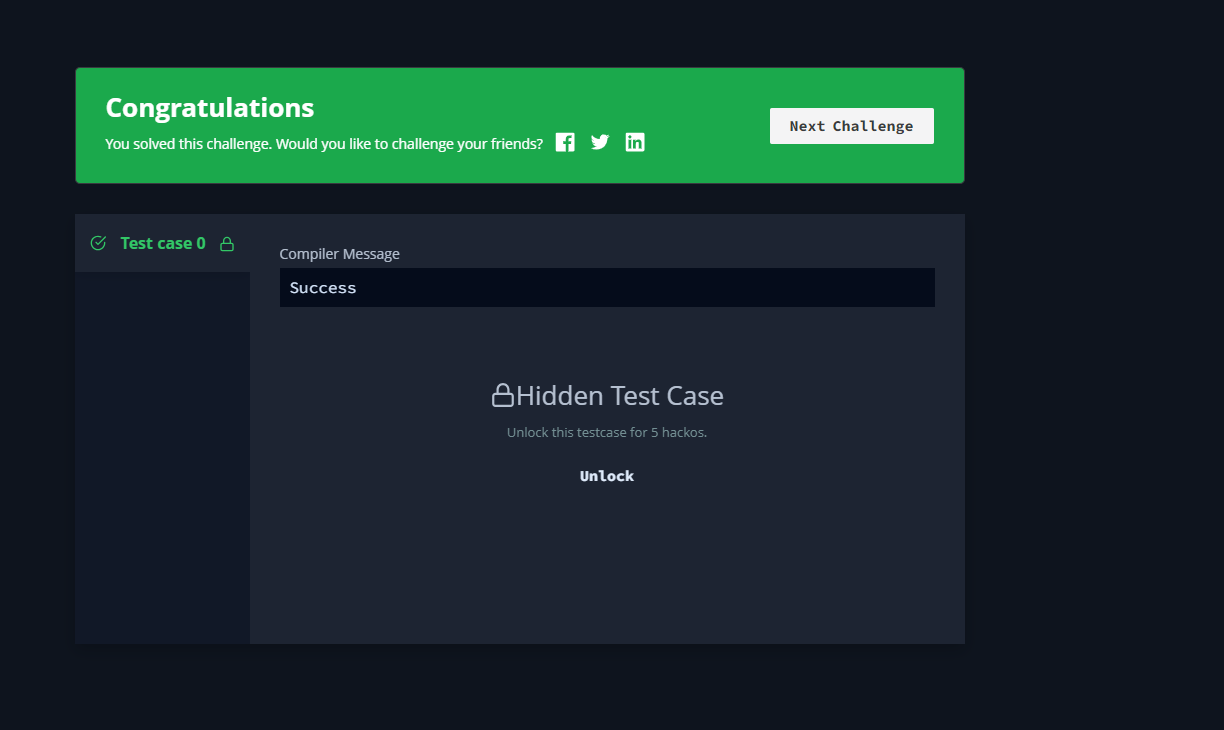 Congratulations
You solved this challenge. Would you like to challenge your friends?
Next Challenge
Test case 0
Compiler Message
Success
Hidden Test Case
Unlock this testcase for 5 hackos.
Unlock